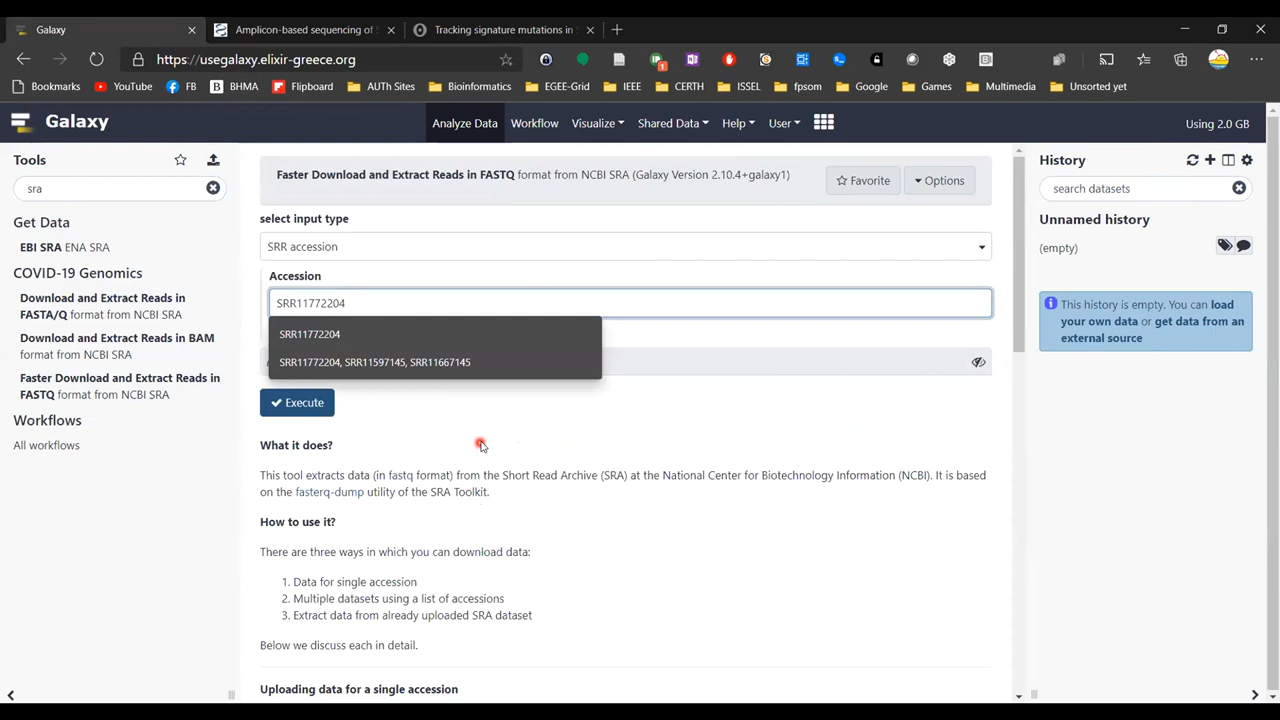 Galaxy
Amplicon-based sequencing of
Tracking signature mutations in
https://usegalaxy.elixir-greece.org
1
Bookmarks YouTube FB BHMA Flipboard AUTh Sites Bioinformatics EGEE-Grid IEEE CERTH ISSEL fpsom Google Games Multimedia Unsorted yet
Galaxy
Analyze Data Workflow Visualize Shared Data Help User
Using 2.0 GB
Tools
sra
Get Data
EBI SRA ENA SRA
COVID-19 Genomics
Download and Extract Reads in
FASTA/Q format from NCBI SRA
Download and Extract Reads in BAM
format from NCBI SRA
Faster Download and Extract Reads in
FASTQ format from NCBI SRA
Workflows
All workflows
Faster Download and Extract Reads in FASTQ format from NCBI SRA (Galaxy Version 2.10.4+galaxy1)
Favorite
Options
select input type
SRR accession
Accession
SRR11772204
SRR11772204
SRR11772204, SRR11597145, SRR11667145
Execute
What it does?
This tool extracts data (in fastq format) from the Short Read Archive (SRA) at the National Center for Biotechnology Information (NCBI). It is based
on the fasterq-dump utility of the SRA Toolkit.
How to use it?
There are three ways in which you can download data:
1. Data for single accession
2. Multiple datasets using a list of accessions
3. Extract data from already uploaded SRA dataset
Below we discuss each in detail.
Uploading data for a single accession
History
search datasets
Unnamed history
(empty)
This history is empty. You can load
your own data or get data from an
external source